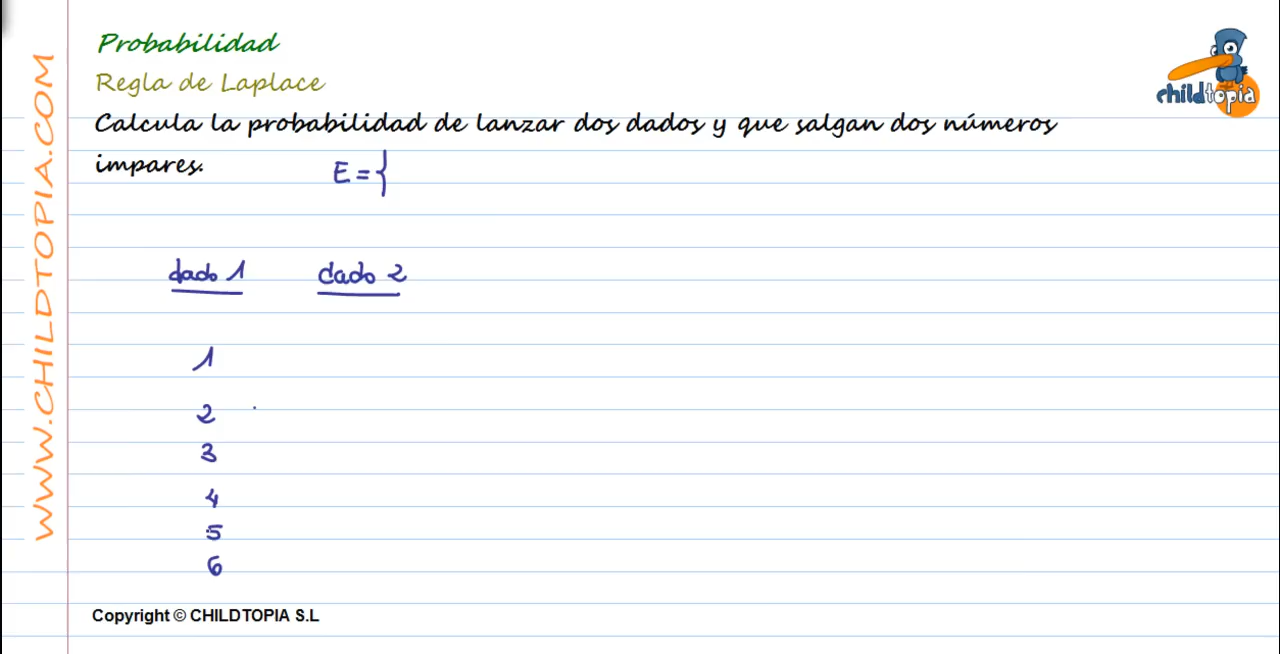 Probabilidad
Regla de Laplace
Calcula la probabilidad de lanzar dos dados y que salgan dos números
impares.
E = {
childtopia
WWW.CHILDTOPIA.COM
dado 1 dado 2
1
2
3
4
5
6
Copyright © CHILDTOPIA S.L